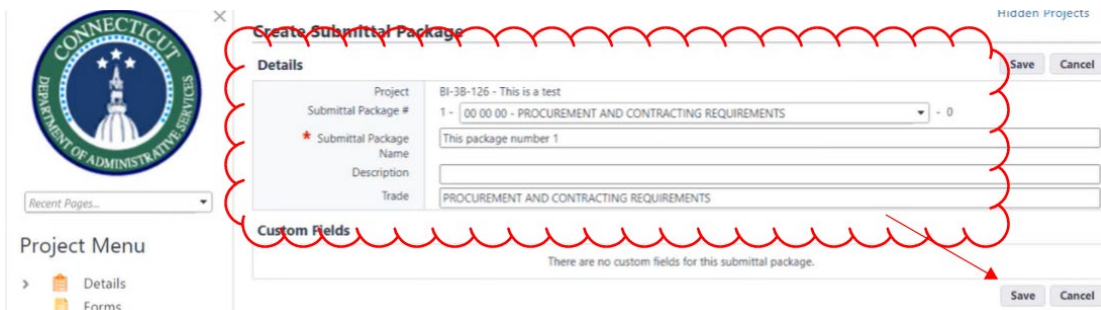 CONNECTICUT
DEPARTMENT OF ADMINISTRATIVE SERVICES
Recent Pages...
Project Menu
Details
Forms
Hidden Projects
Create Submittal Package
Details
Save Cancel
Project BI-3B-126 - This is a test
Submittal Package # 1 - 00 00 00 - PROCUREMENT AND CONTRACTING REQUIREMENTS - 0
* Submittal Package Name This package number 1
Description
Trade PROCUREMENT AND CONTRACTING REQUIREMENTS
Custom Fields
There are no custom fields for this submittal package.
Save Cancel